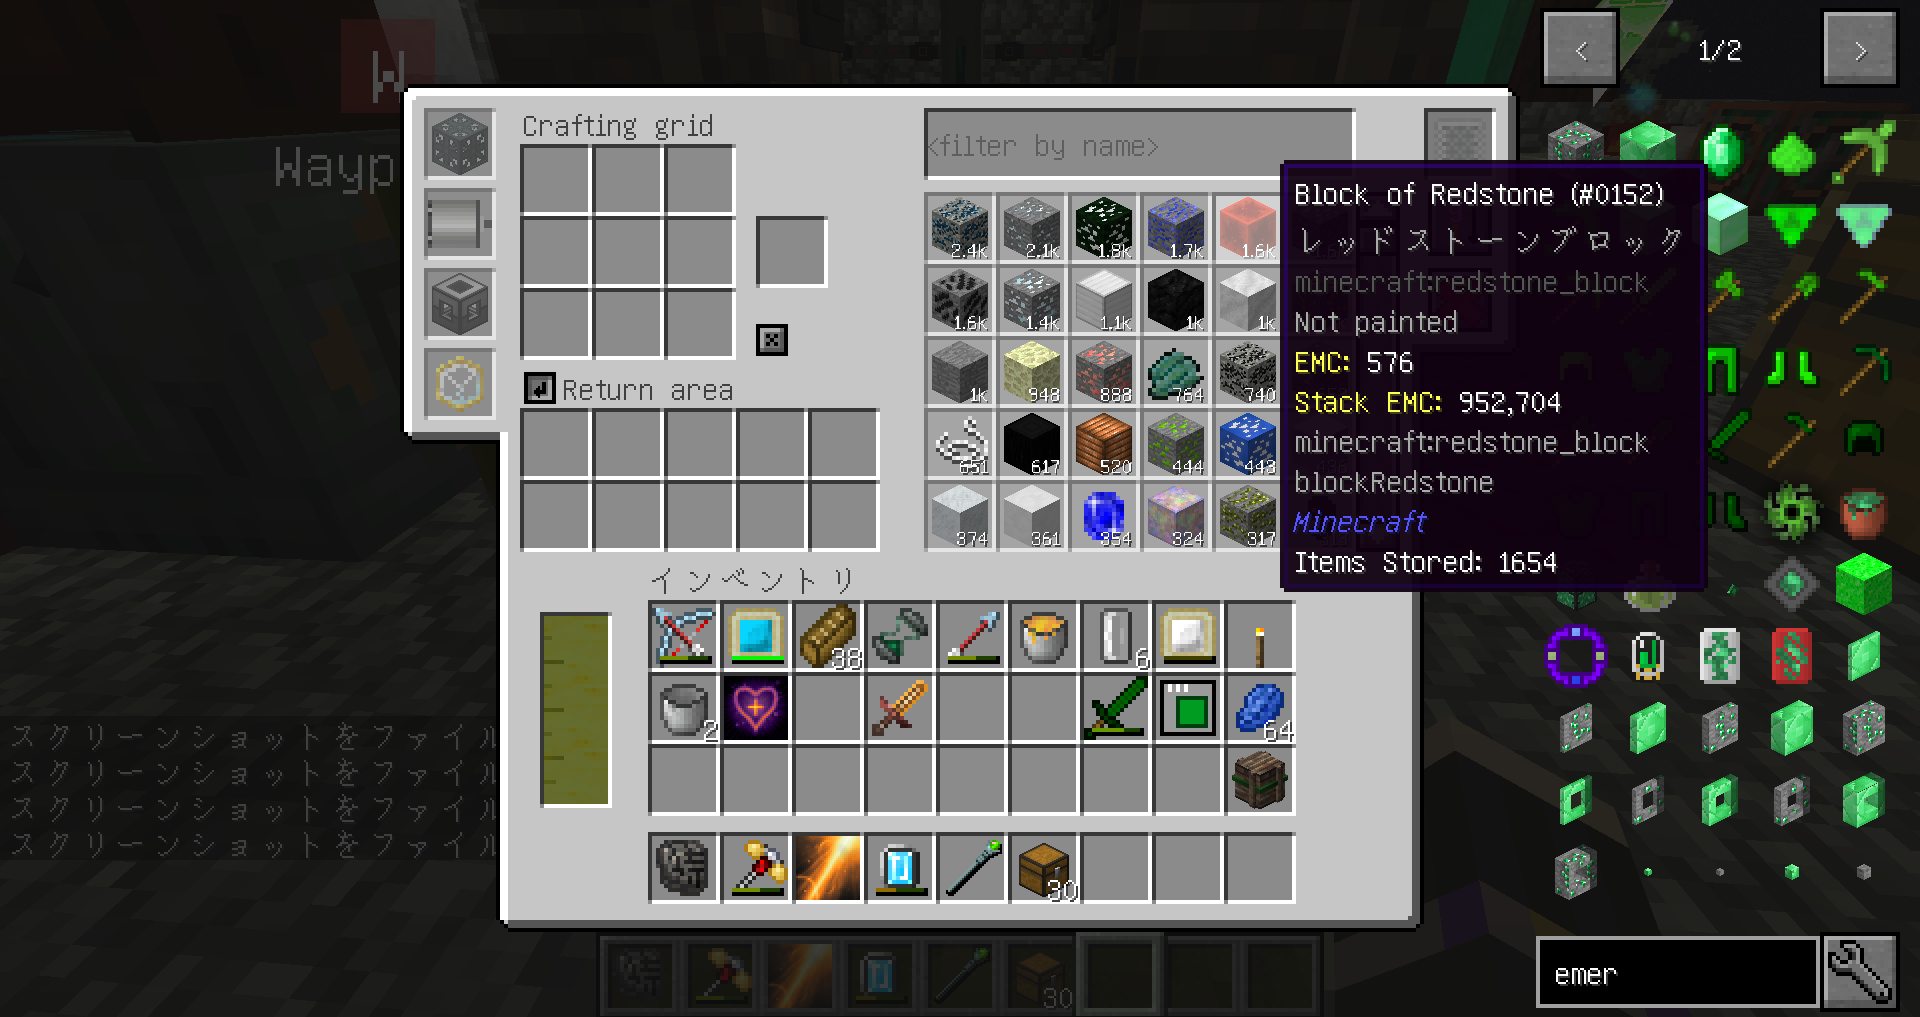 W
Wayp
<
1/2
>
Crafting grid
<filter by name>
2.4k
2.1k
1.8k
1.7k
1.6k
1.6k
1.4k
1.1k
1k
1k
1k
948
888
764
740
651
617
520
444
443
374
361
354
324
317
Block of Redstone (#0152)
レッドストーンブロック
minecraft:redstone_block
Not painted
EMC: 576
Stack EMC: 952,704
minecraft:redstone_block
blockRedstone
Minecraft
Items Stored: 1654
Return area
インベントリ
38
6
2
64
30
スクリーンショットをファイル
スクリーンショットをファイル
スクリーンショットをファイル
スクリーンショットをファイル
30
emer